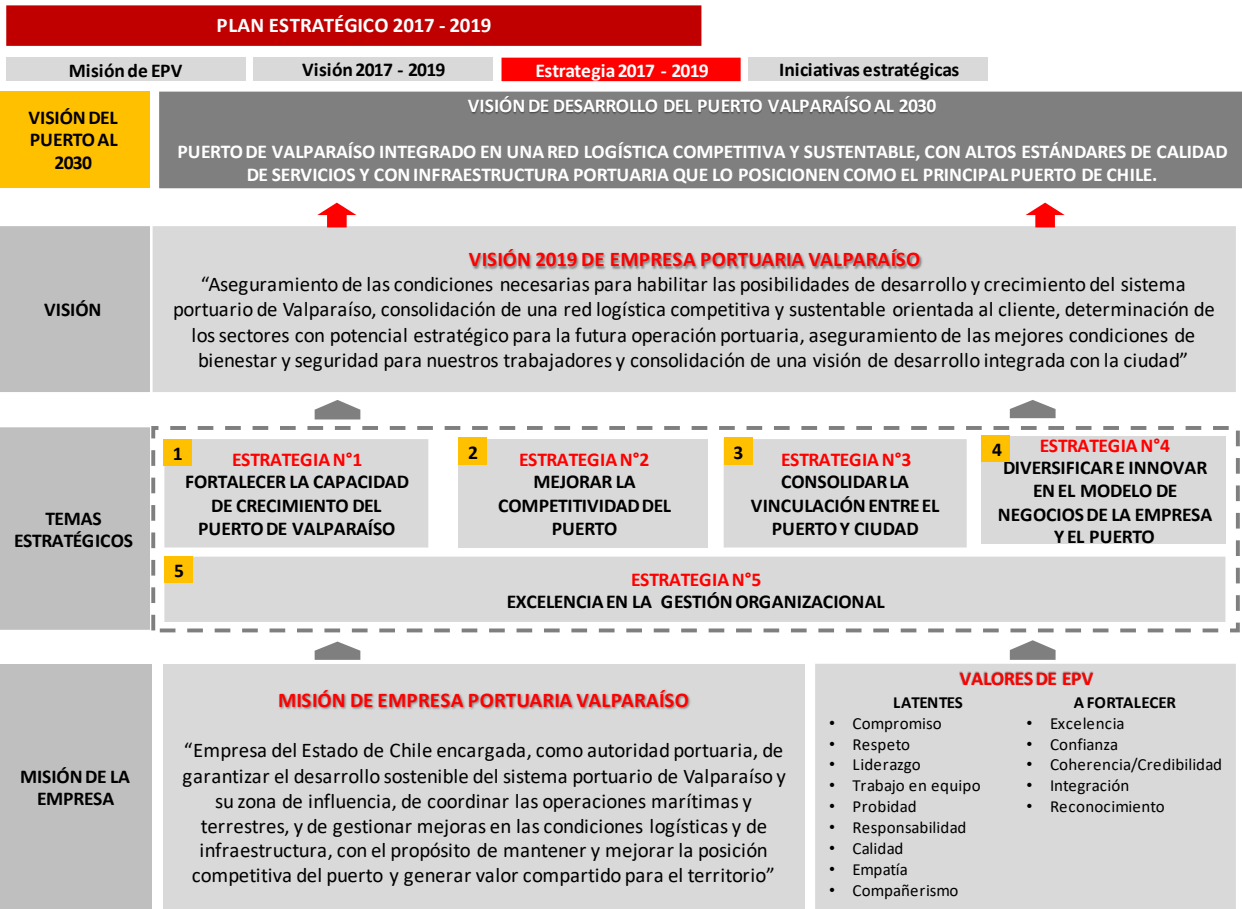 PLAN ESTRATÉGICO 2017 - 2019
Misión de EPV
Visión 2017 - 2019
Estrategia 2017 - 2019
Iniciativas estratégicas
VISIÓN DEL
PUERTO AL
2030
VISIÓN DE DESARROLLO DEL PUERTO VALPARAÍSO AL 2030
PUERTO DE VALPARAÍSO INTEGRADO EN UNA RED LOGÍSTICA COMPETITIVA Y SUSTENTABLE, CON ALTOS ESTÁNDARES DE CALIDAD
DE SERVICIOS Y CON INFRAESTRUCTURA PORTUARIA QUE LO POSICIONEN COMO EL PRINCIPAL PUERTO DE CHILE.
VISIÓN
VISIÓN 2019 DE EMPRESA PORTUARIA VALPARAÍSO
“Aseguramiento de las condiciones necesarias para habilitar las posibilidades de desarrollo y crecimiento del sistema
portuario de Valparaíso, consolidación de una red logística competitiva y sustentable orientada al cliente, determinación de
los sectores con potencial estratégico para la futura operación portuaria, aseguramiento de las mejores condiciones de
bienestar y seguridad para nuestros trabajadores y consolidación de una visión de desarrollo integrada con la ciudad”
TEMAS
ESTRATÉGICOS
1
ESTRATEGIA N°1
FORTALECER LA CAPACIDAD
DE CRECIMIENTO DEL
PUERTO DE VALPARAÍSO
2
ESTRATEGIA N°2
MEJORAR LA
COMPETITIVIDAD DEL
PUERTO
3
ESTRATEGIA N°3
CONSOLIDAR LA
VINCULACIÓN ENTRE EL
PUERTO Y CIUDAD
4
ESTRATEGIA N°4
DIVERSIFICAR E INNOVAR
EN EL MODELO DE
NEGOCIOS DE LA EMPRESA
Y EL PUERTO
5
ESTRATEGIA N°5
EXCELENCIA EN LA GESTIÓN ORGANIZACIONAL
MISIÓN DE LA
EMPRESA
MISIÓN DE EMPRESA PORTUARIA VALPARAÍSO
“Empresa del Estado de Chile encargada, como autoridad portuaria, de
garantizar el desarrollo sostenible del sistema portuario de Valparaíso y
su zona de influencia, de coordinar las operaciones marítimas y
terrestres, y de gestionar mejoras en las condiciones logísticas y de
infraestructura, con el propósito de mantener y mejorar la posición
competitiva del puerto y generar valor compartido para el territorio”
VALORES DE EPV
LATENTES
• Compromiso
• Respeto
• Liderazgo
• Trabajo en equipo
• Probidad
• Responsabilidad
• Calidad
• Empatía
• Compañerismo
A FORTALECER
• Excelencia
• Confianza
• Coherencia/Credibilidad
• Integración
• Reconocimiento